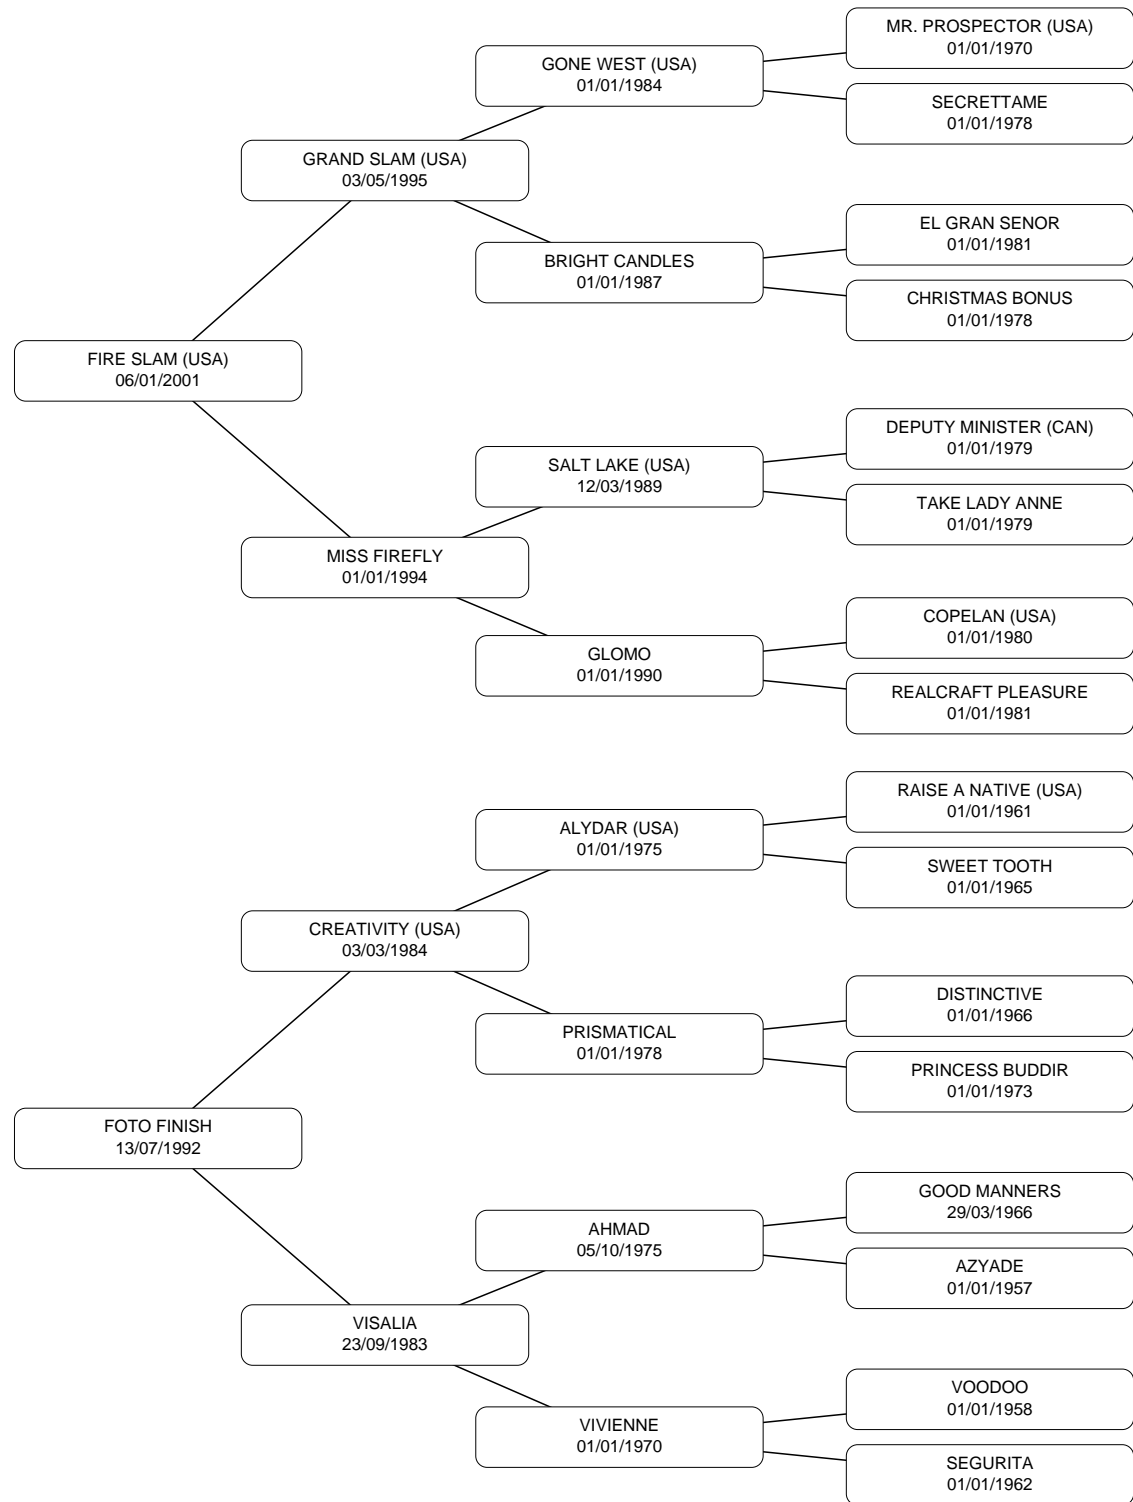 MR. PROSPECTOR (USA)
01/01/1970
GONE WEST (USA)
01/01/1984
SECRETTAME
01/01/1978
GRAND SLAM (USA)
03/05/1995
EL GRAN SENOR
01/01/1981
BRIGHT CANDLES
01/01/1987
CHRISTMAS BONUS
01/01/1978
FIRE SLAM (USA)
06/01/2001
DEPUTY MINISTER (CAN)
01/01/1979
SALT LAKE (USA)
12/03/1989
TAKE LADY ANNE
01/01/1979
MISS FIREFLY
01/01/1994
COPELAN (USA)
01/01/1980
GLOMO
01/01/1990
REALCRAFT PLEASURE
01/01/1981
RAISE A NATIVE (USA)
01/01/1961
ALYDAR (USA)
01/01/1975
SWEET TOOTH
01/01/1965
CREATIVITY (USA)
03/03/1984
DISTINCTIVE
01/01/1966
PRISMATICAL
01/01/1978
PRINCESS BUDDIR
01/01/1973
FOTO FINISH
13/07/1992
GOOD MANNERS
29/03/1966
AHMAD
05/10/1975
AZYADE
01/01/1957
VISALIA
23/09/1983
VOODOO
01/01/1958
VIVIENNE
01/01/1970
SEGURITA
01/01/1962